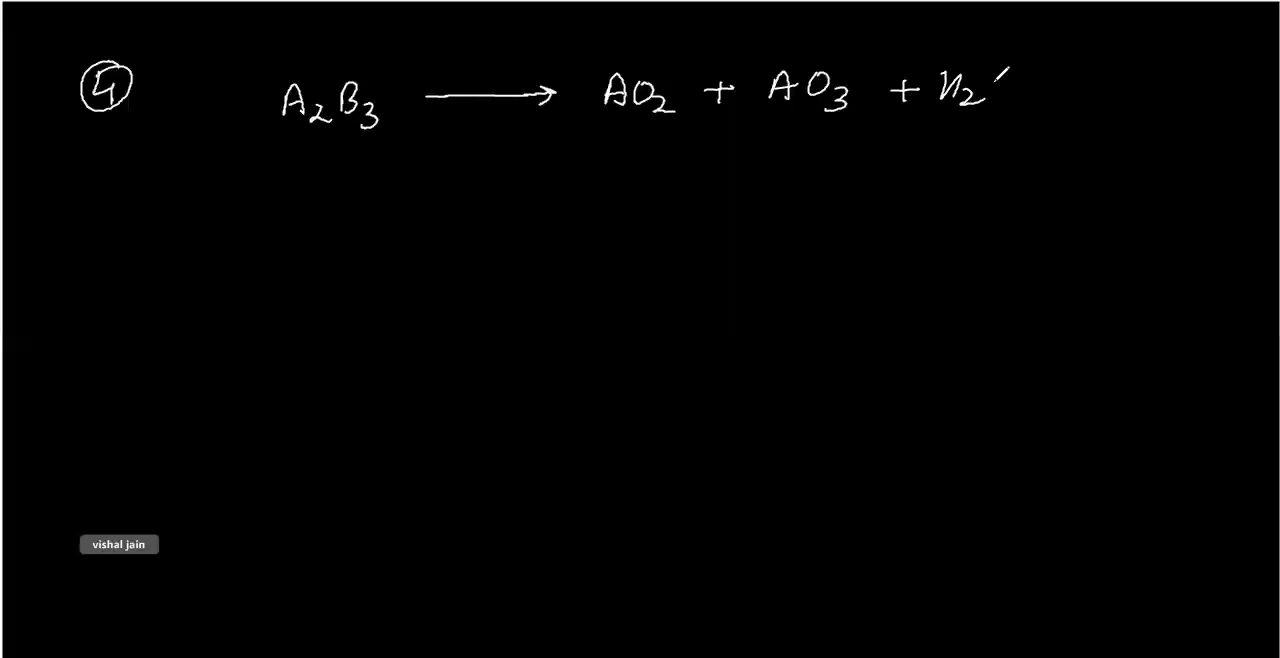 ④ A₂B₃ ⟶ AO₂ + AO₃ + N₂
vishal jain